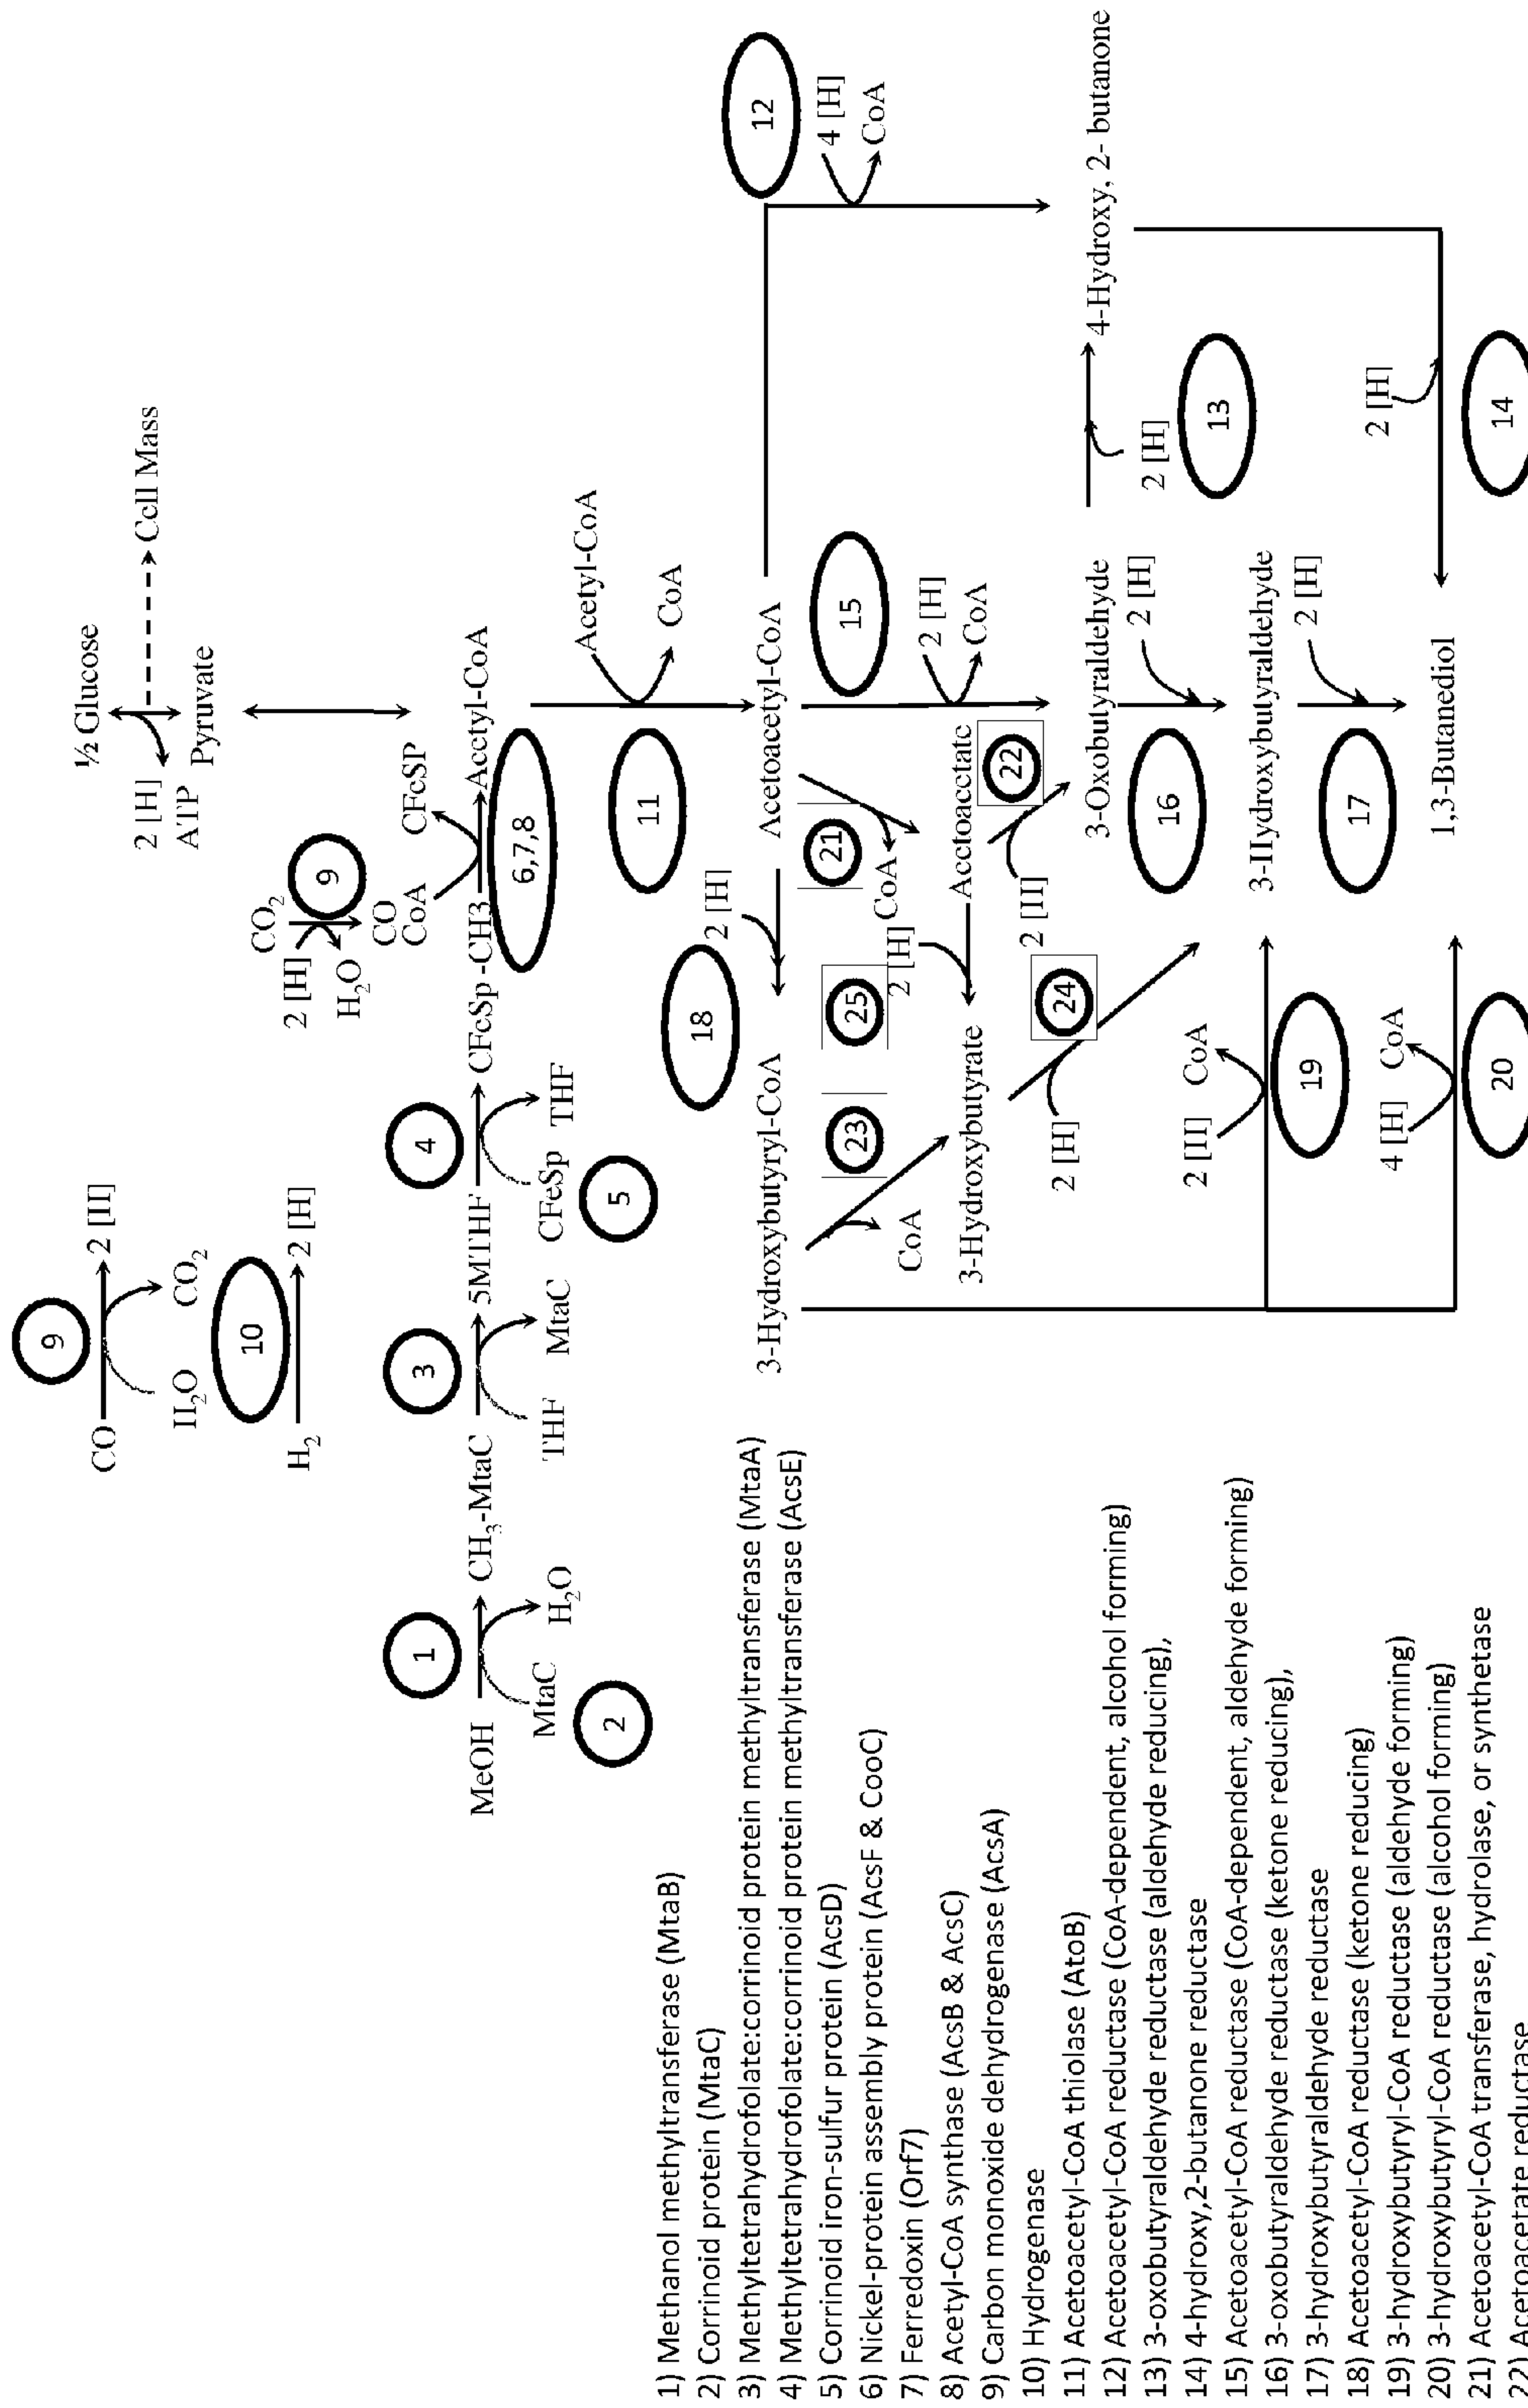 ½ Glucose
2 [H]
ATP
Cell Mass
Pyruvate
9
CO
2 [H]
H2O
CO2
10
H2
2 [H]
CO2
9
2 [H]
H2O
CO
CoA
CFeSP
1
3
4
MeOH
CH3-MtaC
5MTHF
CFeSp -CH3
Acetyl-CoA
MtaC
H2O
THF
MtaC
CFeSp
THF
6,7,8
2
5
11
Acetyl-CoA
CoA
18
2 [H]
12
4 [H]
CoA
3-Hydroxybutyryl-CoA
Acetoacetyl-CoA
23
25
21
15
CoA
2 [H]
CoA
2 [H]
CoA
3-Hydroxybutyrate
Acetoacetate
22
24
2 [H]
2 [H]
3-Oxobutyraldehyde
4-Hydroxy, 2- butanone
2 [H]
2 [H]
13
16
2 [H]
CoA
19
3-Hydroxybutyraldehyde
2 [H]
17
2 [H]
4 [H]
CoA
20
1,3-Butanediol
14
1) Methanol methyltransferase (MtaB)
2) Corrinoid protein (MtaC)
3) Methyltetrahydrofolate:corrinoid protein methyltransferase (MtaA)
4) Methyltetrahydrofolate:corrinoid protein methyltransferase (AcsE)
5) Corrinoid iron-sulfur protein (AcsD)
6) Nickel-protein assembly protein (AcsF & CooC)
7) Ferredoxin (Orf7)
8) Acetyl-CoA synthase (AcsB & AcsC)
9) Carbon monoxide dehydrogenase (AcsA)
10) Hydrogenase
11) Acetoacetyl-CoA thiolase (AtoB)
12) Acetoacetyl-CoA reductase (CoA-dependent, alcohol forming)
13) 3-oxobutyraldehyde reductase (aldehyde reducing),
14) 4-hydroxy,2-butanone reductase
15) Acetoacetyl-CoA reductase (CoA-dependent, aldehyde forming)
16) 3-oxobutyraldehyde reductase (ketone reducing),
17) 3-hydroxybutyraldehyde reductase
18) Acetoacetyl-CoA reductase (ketone reducing)
19) 3-hydroxybutyryl-CoA reductase (aldehyde forming)
20) 3-hydroxybutyryl-CoA reductase (alcohol forming)
21) Acetoacetyl-CoA transferase, hydrolase, or synthetase
22) Acetoacetate reductase